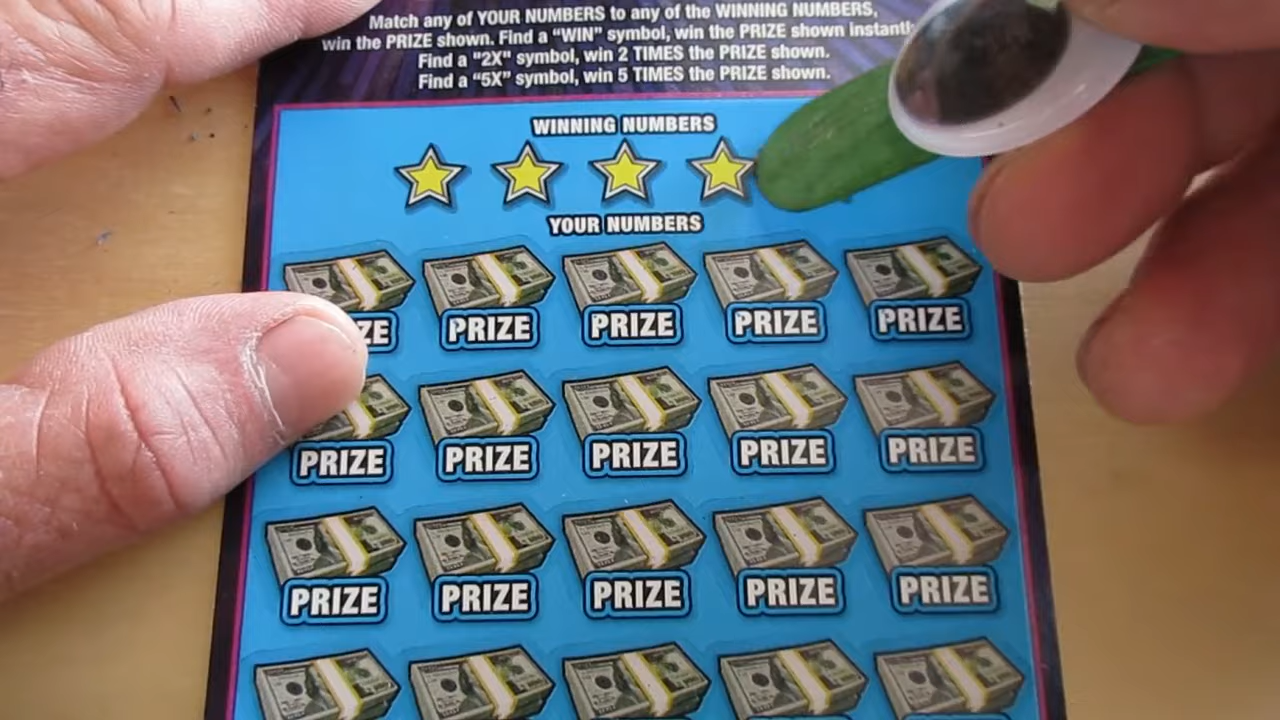 Match any of YOUR NUMBERS to any of the WINNING NUMBERS,
win the PRIZE shown. Find a "WIN" symbol, win the PRIZE shown
Find a "2X" symbol, win 2 TIMES the PRIZE shown.
Find a "5X" symbol, win 5 TIMES the PRIZE shown.
WINNING NUMBERS
YOUR NUMBERS
PRIZE PRIZE PRIZE PRIZE
PRIZE PRIZE PRIZE PRIZE PRIZE
PRIZE PRIZE PRIZE PRIZE PRIZE